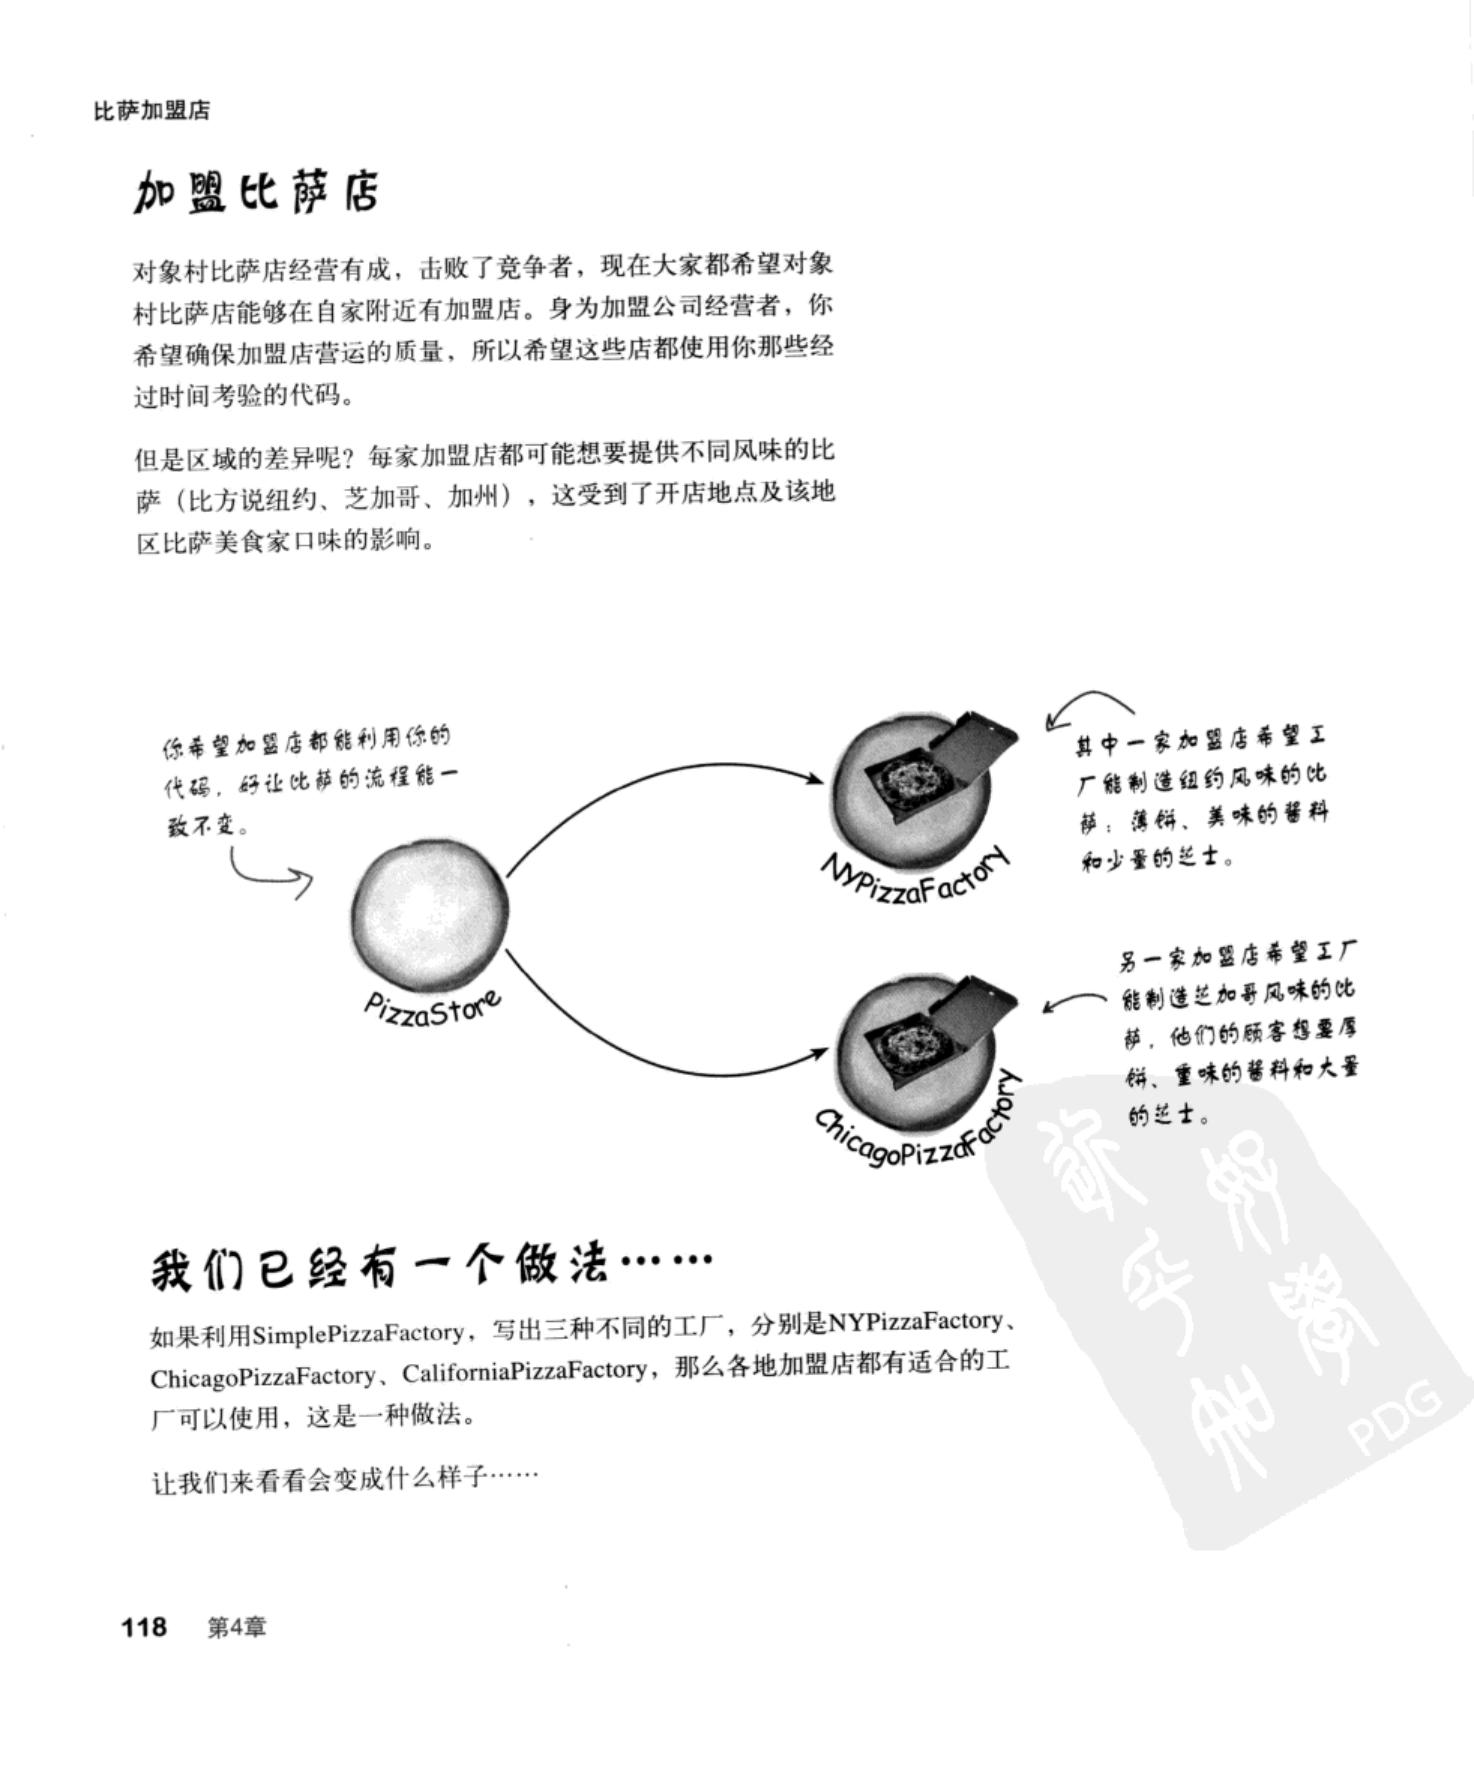 比萨加盟店
加盟比萨店
对象村比萨店经营有成，击败了竞争者，现在大家都希望对象
村比萨店能够在自家附近有加盟店。身为加盟公司经营者，你
希望确保加盟店营运的质量，所以希望这些店都使用你那些经
过时间考验的代码。
但是区域的差异呢？每家加盟店都可能想要提供不同风味的比
萨（比方说纽约、芝加哥、加州），这受到了开店地点及该地
区比萨美食家口味的影响。
你希望加盟店都能利用你的
代码，好让比萨的流程能一
致不变。
PizzaStore
NYPizzaFactory
其中一家加盟店希望工
厂能制造纽约风味的比
萨：薄饼、美味的酱料
和少量的芝士。
ChicagoPizzaFactory
另一家加盟店希望工厂
能制造芝加哥风味的比
萨，他们的顾客想要厚
饼、重味的酱料和大量
的芝士。
我们已经有一个做法……
如果利用SimplePizzaFactory，写出三种不同的工厂，分别是NYPizzaFactory、
ChicagoPizzaFactory、CaliforniaPizzaFactory，那么各地加盟店都有适合的工
厂可以使用，这是一种做法。
让我们来看看会变成什么样子……
PDG
118 第4章